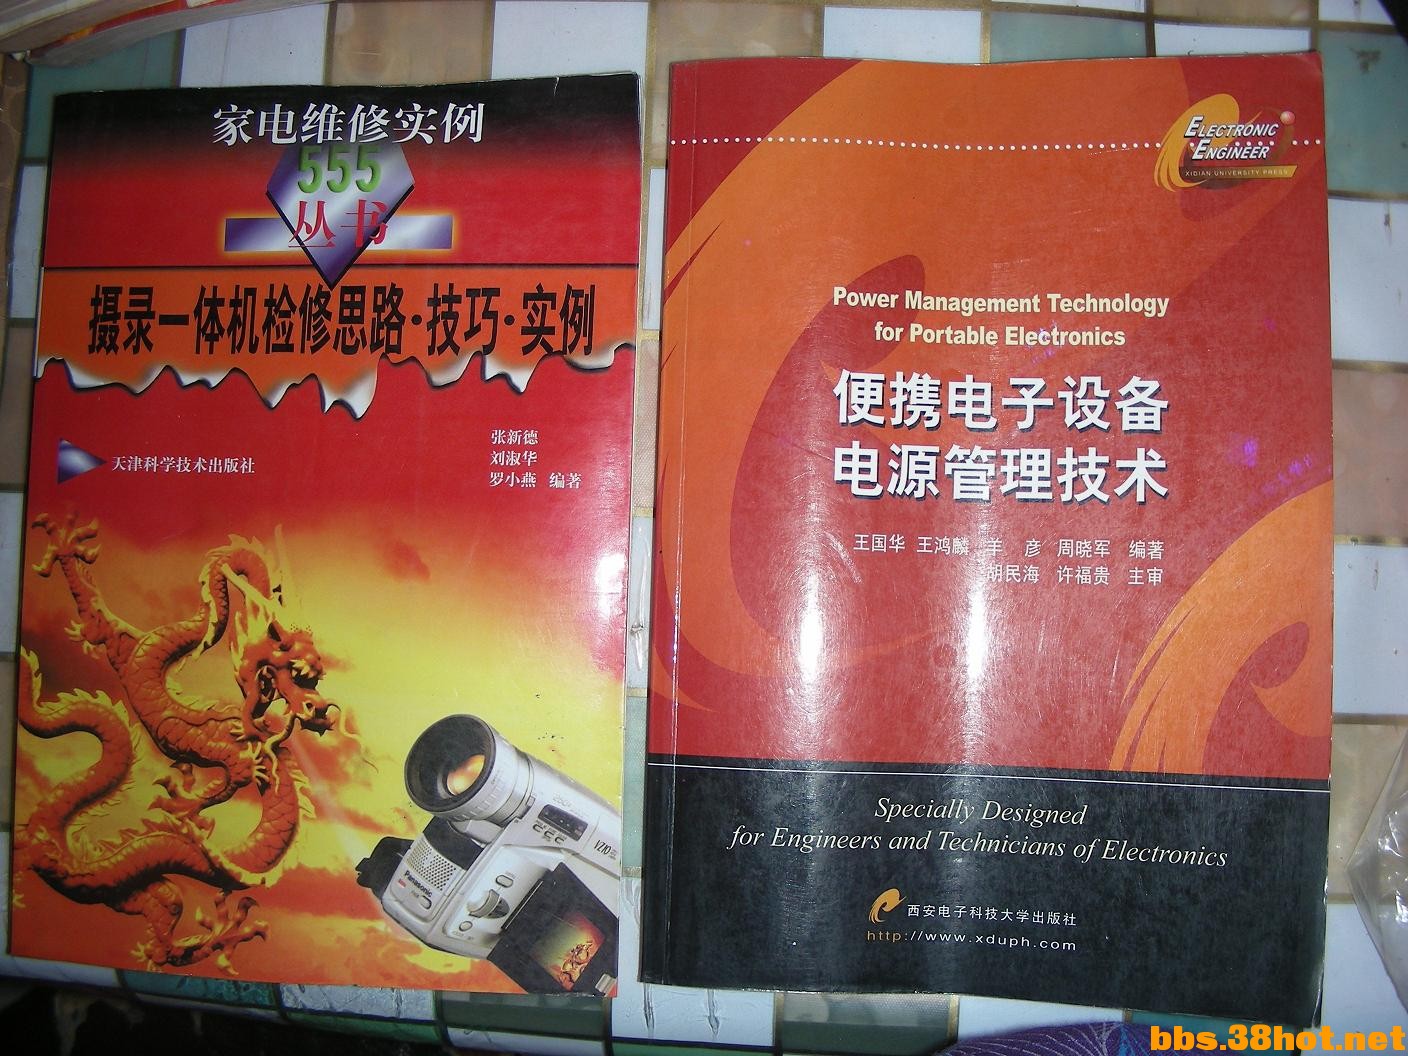 家电维修实例
555
丛书
摄录一体机检修思路·技巧·实例
张新德
刘淑华
罗小燕 编著
天津科学技术出版社
VZ10
Panasonic
ELECTRONIC
ENGINEER
XIDIAN UNIVERSITY PRESS
Power Management Technology
for Portable Electronics
便携电子设备
电源管理技术
王国华 王鸿麟 羊 彦 周晓军 编著
胡民海 许福贵 主审
Specially Designed
for Engineers and Technicians of Electronics
西安电子科技大学出版社
http://www.xduph.com
bbs.38hot.net